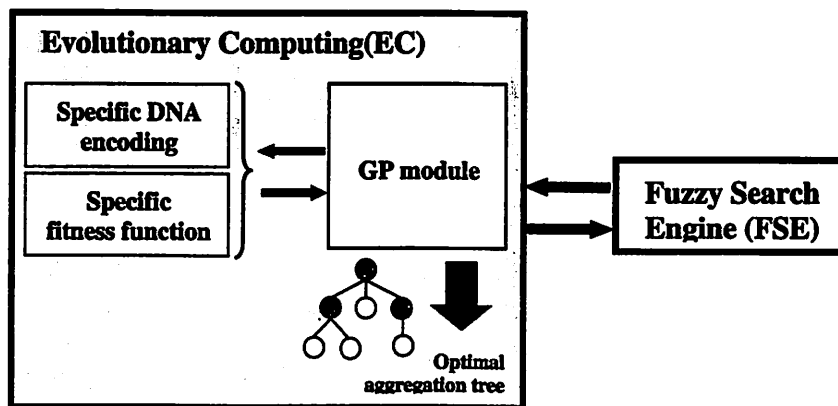 Evolutionary Computing(EC)
Specific DNA
encoding
Specific
fitness function
GP module
Fuzzy Search
Engine (FSE)
Optimal
aggregation tree